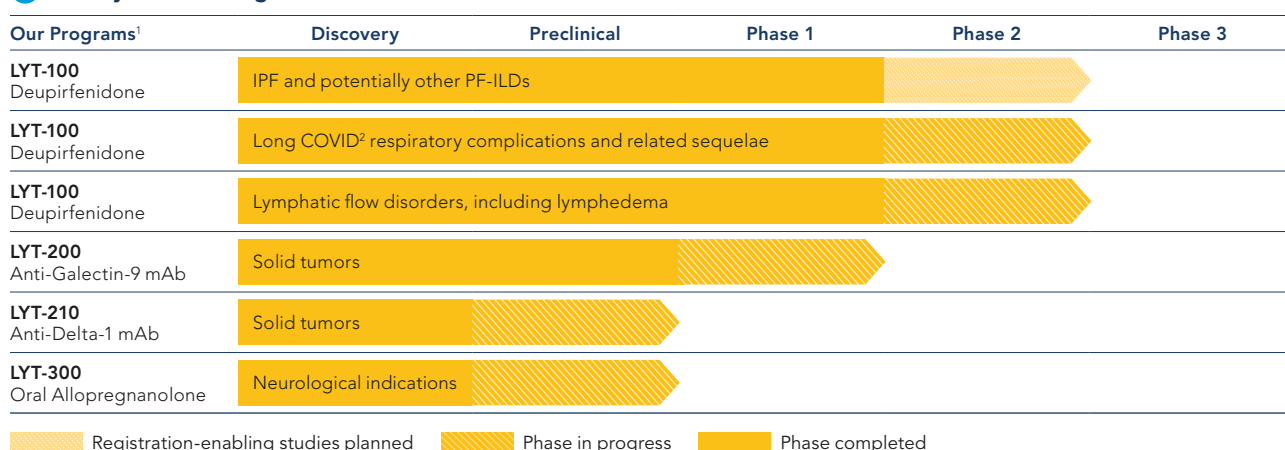 Our Programs¹ Discovery Preclinical Phase 1 Phase 2 Phase 3
LYT-100
Deupirfenidone
IPF and potentially other PF-ILDs
LYT-100
Deupirfenidone
Long COVID² respiratory complications and related sequelae
LYT-100
Deupirfenidone
Lymphatic flow disorders, including lymphedema
LYT-200
Anti-Galectin-9 mAb
Solid tumors
LYT-210
Anti-Delta-1 mAb
Solid tumors
LYT-300
Oral Allopregnanolone
Neurological indications
Registration-enabling studies planned Phase in progress Phase completed